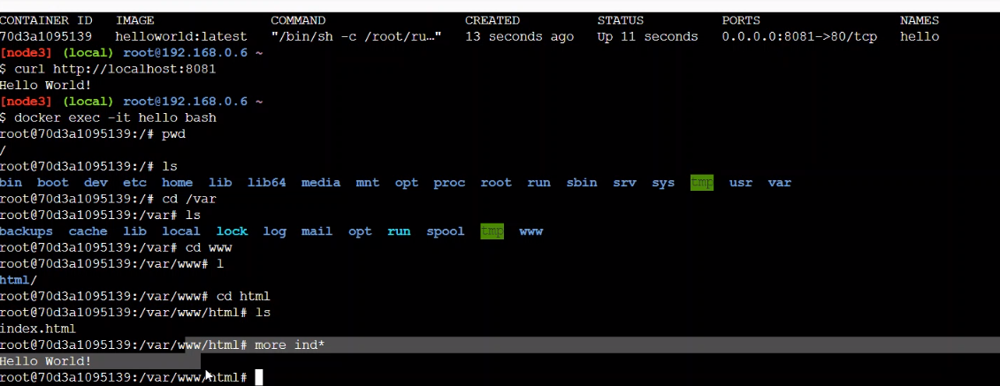 CONTAINER ID IMAGE COMMAND CREATED STATUS PORTS NAMES
70d3a1095139 helloworld:latest "/bin/sh -c /root/ru…" 13 seconds ago Up 11 seconds 0.0.0.0:8081->80/tcp hello
[node3] (local) root@192.168.0.6 ~
$ curl http://localhost:8081
Hello World!
[node3] (local) root@192.168.0.6 ~
$ docker exec -it hello bash
root@70d3a1095139:/# pwd
/
root@70d3a1095139:/# ls
bin boot dev etc home lib lib64 media mnt opt proc root run sbin srv sys tmp usr var
root@70d3a1095139:/# cd /var
root@70d3a1095139:/var# ls
backups cache lib local lock log mail opt run spool tmp www
root@70d3a1095139:/var# cd www
root@70d3a1095139:/var/www# l
html/
root@70d3a1095139:/var/www# cd html
root@70d3a1095139:/var/www/html# ls
index.html
root@70d3a1095139:/var/www/html# more ind*
Hello World!
root@70d3a1095139:/var/www/html#